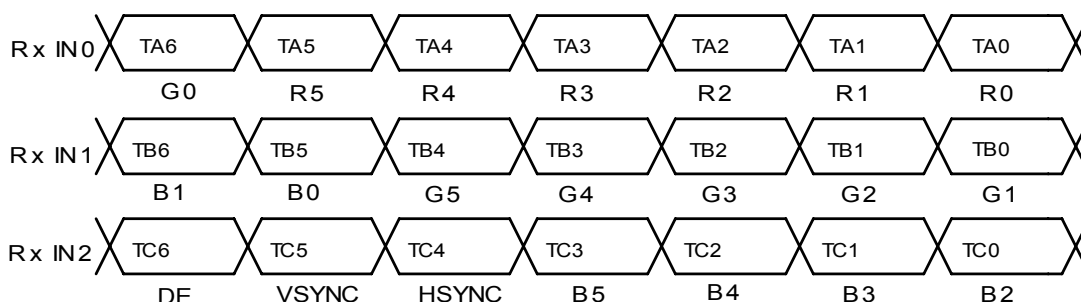 Rx IN0 TA6 TA5 TA4 TA3 TA2 TA1 TA0
G0 R5 R4 R3 R2 R1 R0
Rx IN1 TB6 TB5 TB4 TB3 TB2 TB1 TB0
B1 B0 G5 G4 G3 G2 G1
Rx IN2 TC6 TC5 TC4 TC3 TC2 TC1 TC0
DE VSYNC HSYNC B5 B4 B3 B2